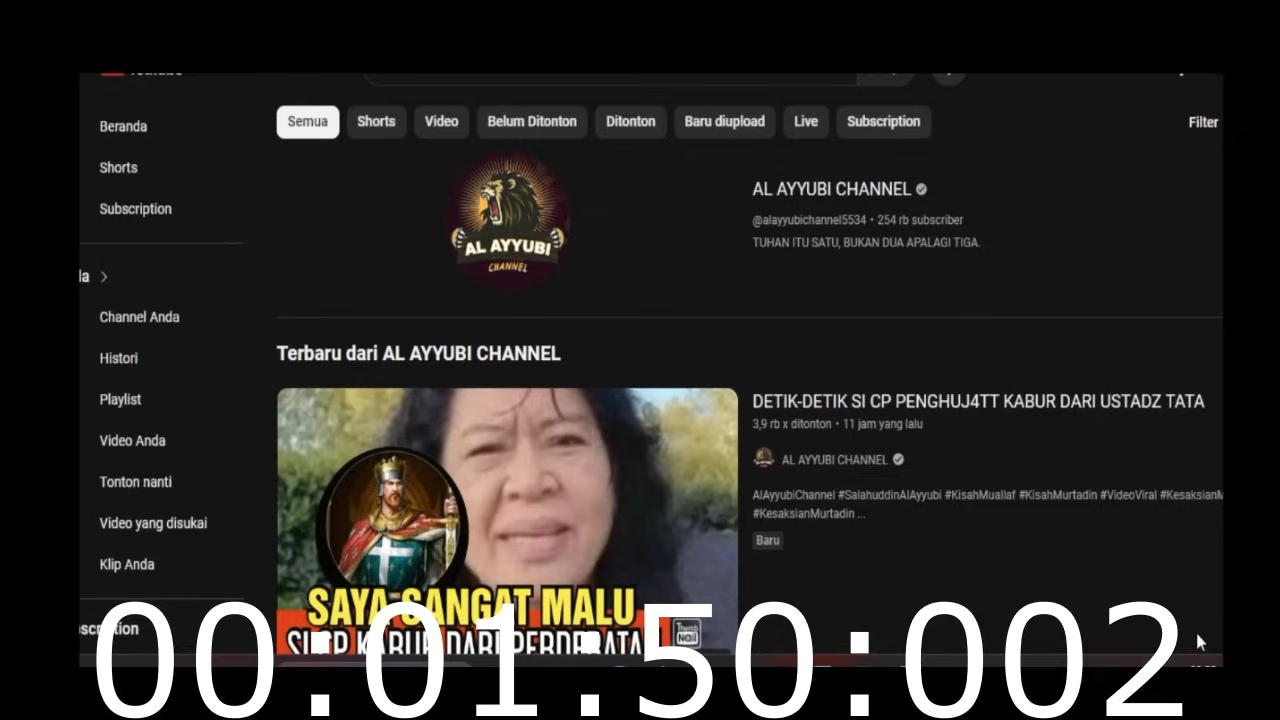 Semua
Shorts
Video
Belum Ditonton
Ditonton
Baru diupload
Live
Subscription
Filter
Beranda
Shorts
Subscription
Channel Anda
Histori
Playlist
Video Anda
Tonton nanti
Video yang disukai
Klip Anda
AL AYYUBI
CHANNEL
AL AYYUBI CHANNEL
@alayyubichannel5534 • 254 rb subscriber
TUHAN ITU SATU, BUKAN DUA APALAGI TIGA.
Terbaru dari AL AYYUBI CHANNEL
SAYA SANGAT MALU
DETIK-DETIK SI CP PENGHUJ4TT KABUR DARI USTADZ TATA
3,9 rb x ditonton • 11 jam yang lalu
AL AYYUBI CHANNEL
AlAyyubiChannel #SalahuddinAlAyyubi #KisahMuallaf #KisahMurtadin #VideoViral
#KesaksianMurtadin ...
Baru
00:01:50:002